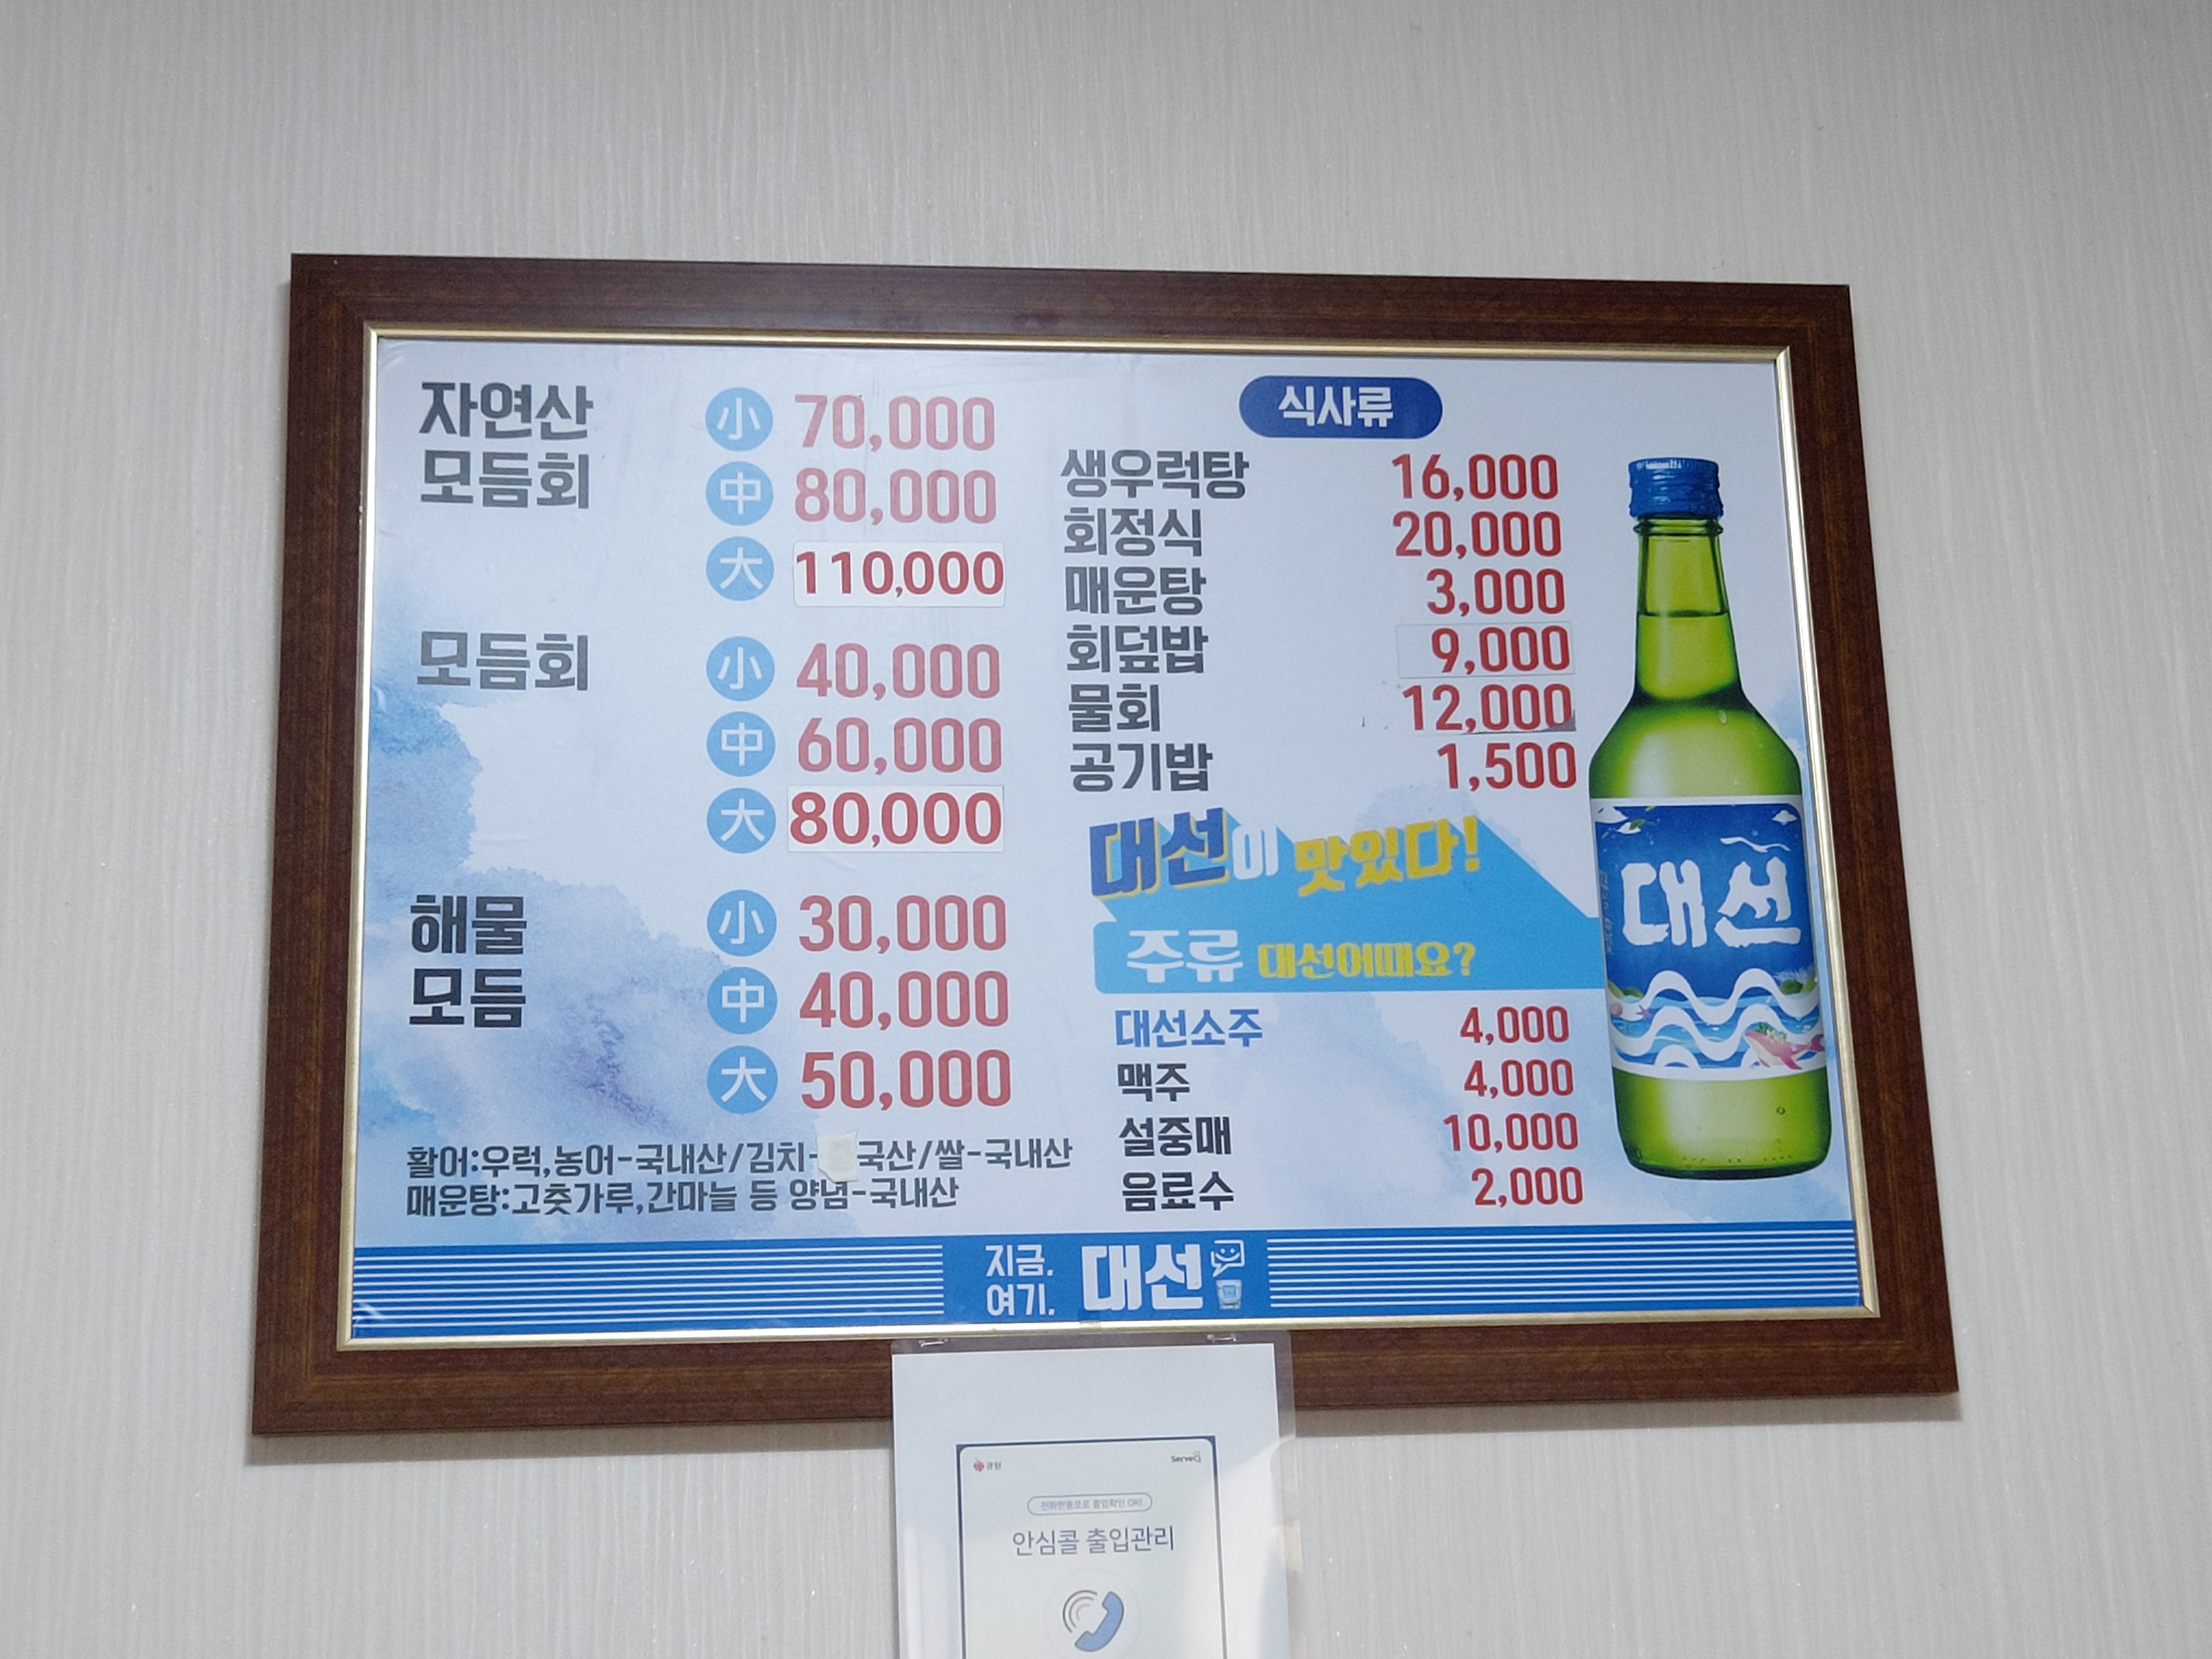 자연산
모듬회
小 70,000
中 80,000
大 110,000
모듬회
小 40,000
中 60,000
大 80,000
해물
모듬
小 30,000
中 40,000
大 50,000
활어:우럭,농어-국내산/김치- 국산/쌀-국내산
매운탕:고춧가루,간마늘 등 양념-국내산
식사류
생우럭탕 16,000
회정식 20,000
매운탕 3,000
회덮밥 9,000
물회 12,000
공기밥 1,500
대선이 맛있다!
주류 대선어때요?
대선소주 4,000
맥주 4,000
설중매 10,000
음료수 2,000
대선
지금.
여기.
대선
큐원
ServeQ
안심콜 출입관리